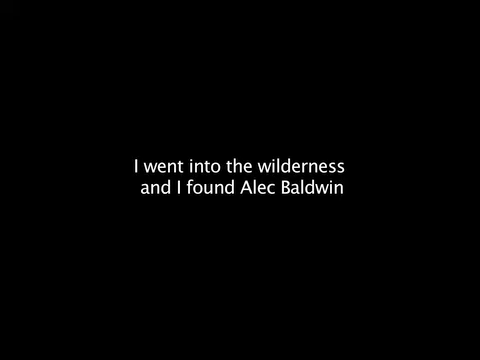 I went into the wilderness
and I found Alec Baldwin